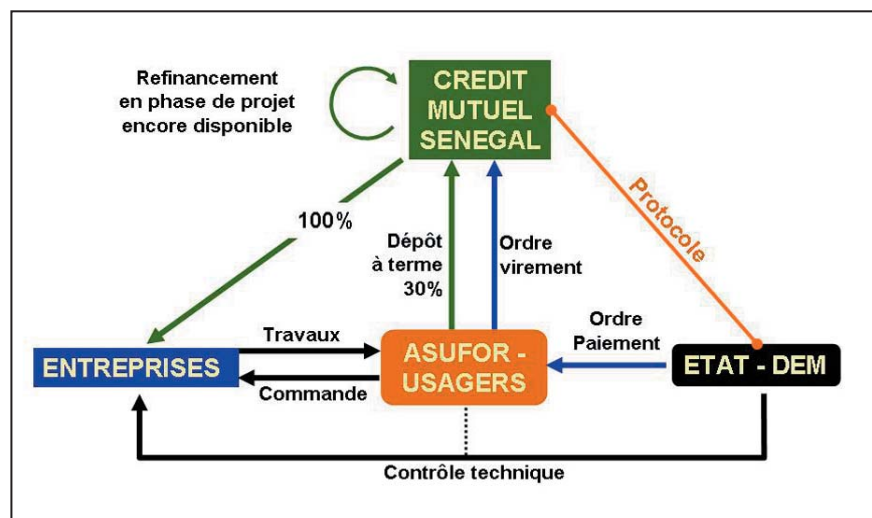 Refinancement
en phase de projet
encore disponible
CREDIT
MUTUEL
SENEGAL
100%
Dépôt
à terme
30%
Ordre
virement
Protocole
Travaux
Ordre
Paiement
ENTREPRISES
ASUFOR -
USAGERS
ETAT - DEM
Commande
Contrôle technique